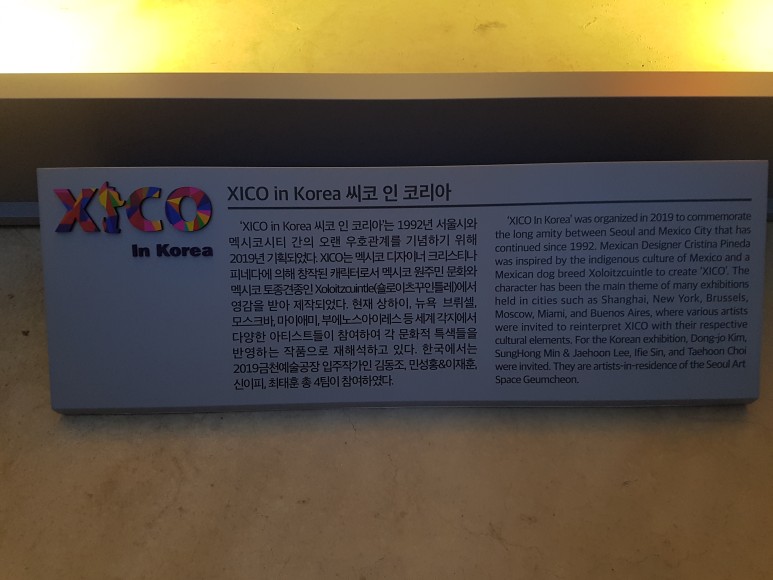 XICO
In Korea
XICO in Korea 씨코 인 코리아
'XICO in Korea 씨코 인 코리아'는 1992년 서울시와
멕시코시티 간의 오랜 우호관계를 기념하기 위해
2019년 기획되었다. XICO는 멕시코 디자이너 크리스티나
피네다에 의해 창작된 캐릭터로서 멕시코 원주민 문화와
멕시코 토종견종인 Xoloitzcuintle(숄로이츠꾸인틀레)에서
영감을 받아 제작되었다. 현재 상하이, 뉴욕, 브뤼셀,
모스크바, 마이애미, 부에노스아이레스 등 세계 각지에서
다양한 아티스트들이 참여하여 각 문화적 특색들을
반영하는 작품으로 재해석하고 있다. 한국에서는
2019금천예술공장 입주작가인 김동조, 민성홍&이재훈,
신이피, 최태훈 총 4팀이 참여하였다.
'XICO In Korea' was organized in 2019 to commemorate
the long amity between Seoul and Mexico City that has
continued since 1992. Mexican Designer Cristina Pineda
was inspired by the indigenous culture of Mexico and a
Mexican dog breed Xoloitzcuintle to create 'XICO'. The
character has been the main theme of many exhibitions
held in cities such as Shanghai, New York, Brussels,
Moscow, Miami, and Buenos Aires, where various artists
were invited to reinterpret XICO with their respective
cultural elements. For the Korean exhibition, Dong-jo Kim,
SungHong Min & Jaehoon Lee, Ifie Sin, and Taehoon Choi
were invited. They are artists-in-residence of the Seoul Art
Space Geumcheon.